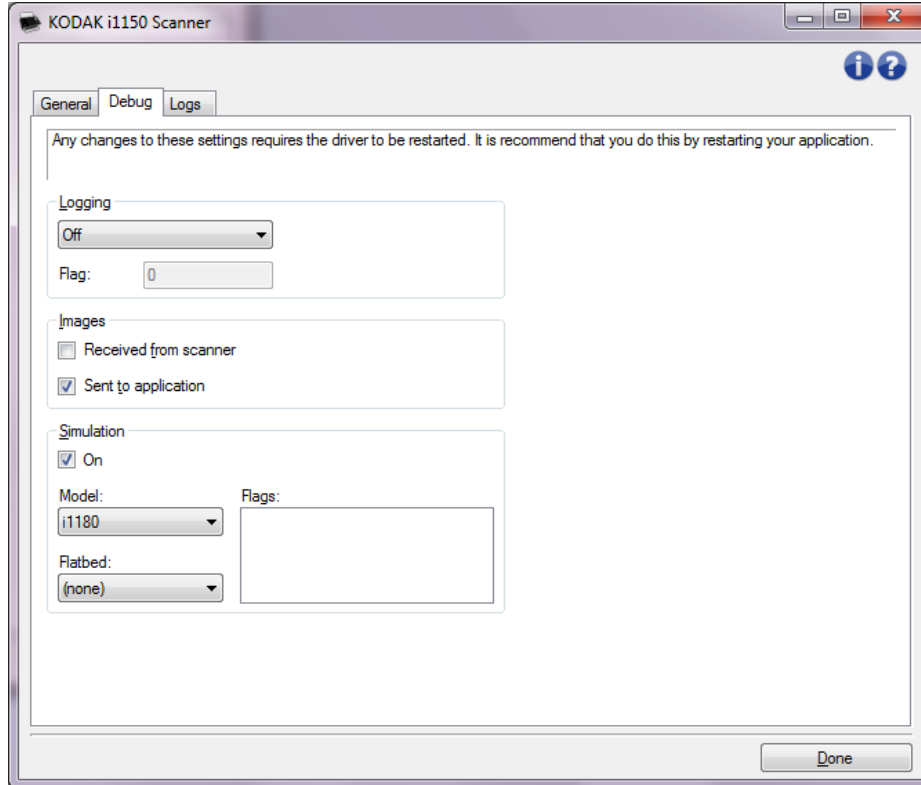 KODAK i1150 Scanner
General Debug Logs
Any changes to these settings requires the driver to be restarted. It is recommend that you do this by restarting your application.
Logging
Off
Flag: 0
Images
Received from scanner
Sent to application
Simulation
On
Model: Flags:
i1180
Flatbed:
(none)
Done